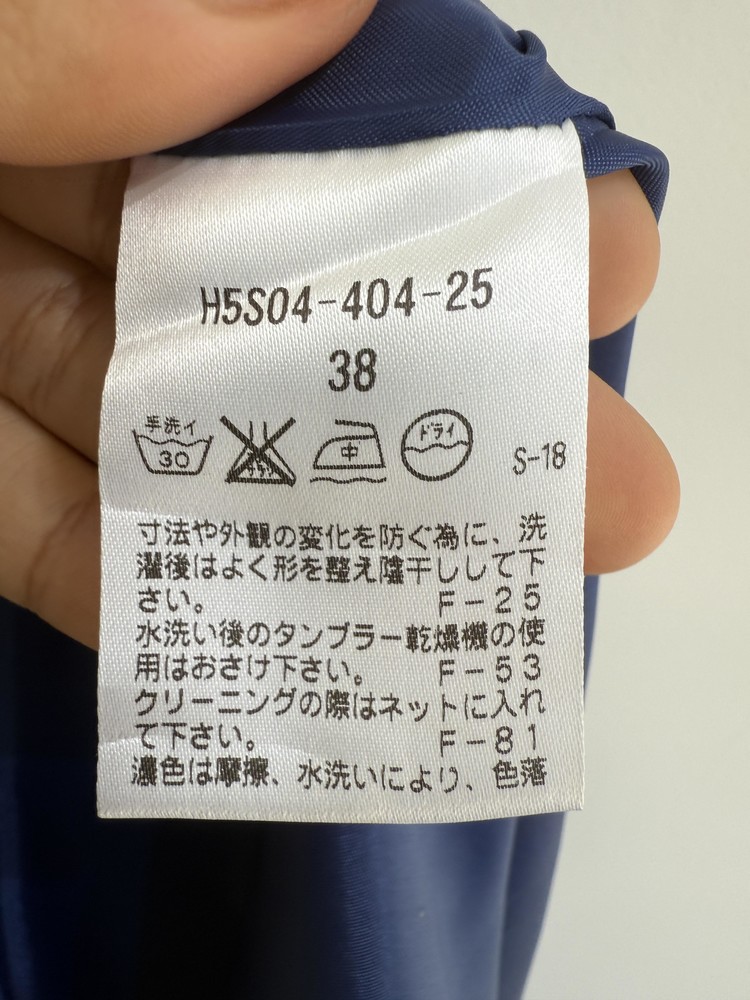 H5S04-404-25
38
手洗イ
30
中
ドライ
S-18
寸法や外観の変化を防ぐ為に、洗
濯後はよく形を整え陰干しして下
さい。 F-25
水洗い後のタンブラー乾燥機の使
用はおさけ下さい。 F-53
クリーニングの際はネットに入れ
て下さい。 F-81
濃色は摩擦、水洗いにより、色落